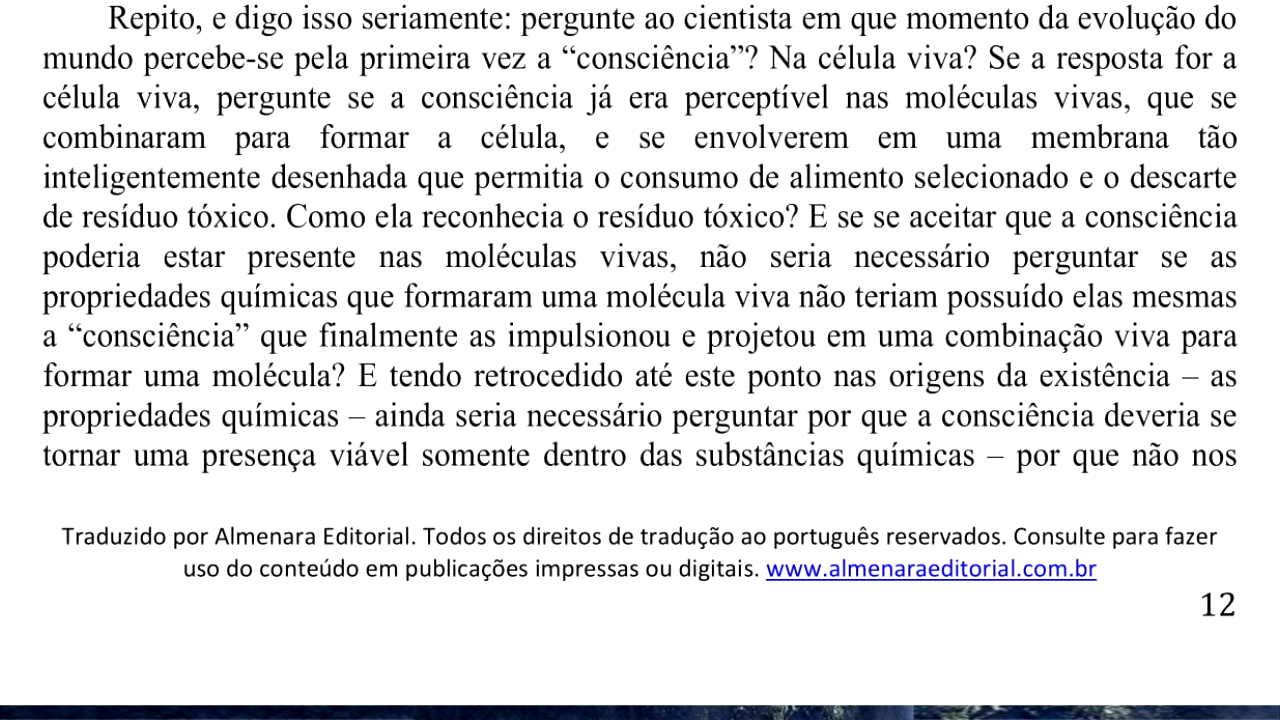 Repito, e digo isso seriamente: pergunte ao cientista em que momento da evolução do
mundo percebe-se pela primeira vez a “consciência”? Na célula viva? Se a resposta for a
célula viva, pergunte se a consciência já era perceptível nas moléculas vivas, que se
combinaram para formar a célula, e se envolverem em uma membrana tão
inteligentemente desenhada que permitia o consumo de alimento selecionado e o descarte
de resíduo tóxico. Como ela reconhecia o resíduo tóxico? E se se aceitar que a consciência
poderia estar presente nas moléculas vivas, não seria necessário perguntar se as
propriedades químicas que formaram uma molécula viva não teriam possuído elas mesmas
a “consciência” que finalmente as impulsionou e projetou em uma combinação viva para
formar uma molécula? E tendo retrocedido até este ponto nas origens da existência – as
propriedades químicas – ainda seria necessário perguntar por que a consciência deveria se
tornar uma presença viável somente dentro das substâncias químicas – por que não nos
Traduzido por Almenara Editorial. Todos os direitos de tradução ao português reservados. Consulte para fazer
uso do conteúdo em publicações impressas ou digitais. www.almenaraeditorial.com.br
12